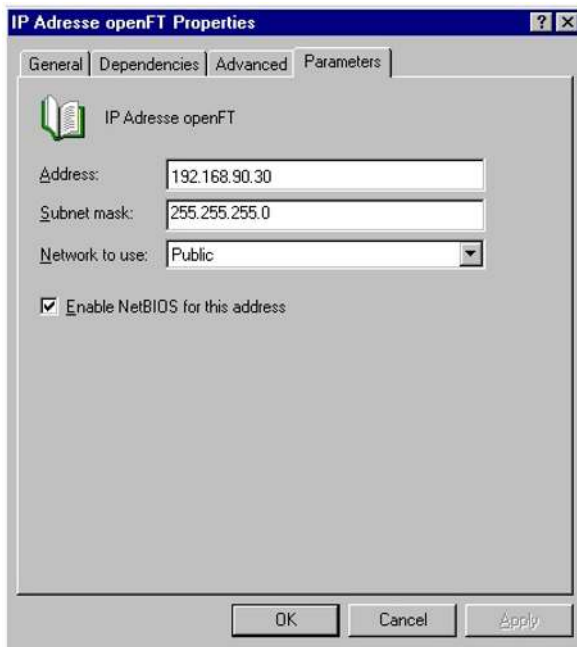 IP Adresse openFT Properties
General Dependencies Advanced Parameters
IP Adresse openFT
Address: 192.168.90.30
Subnet mask: 255.255.255.0
Network to use: Public
Enable NetBIOS for this address
OK Cancel Apply